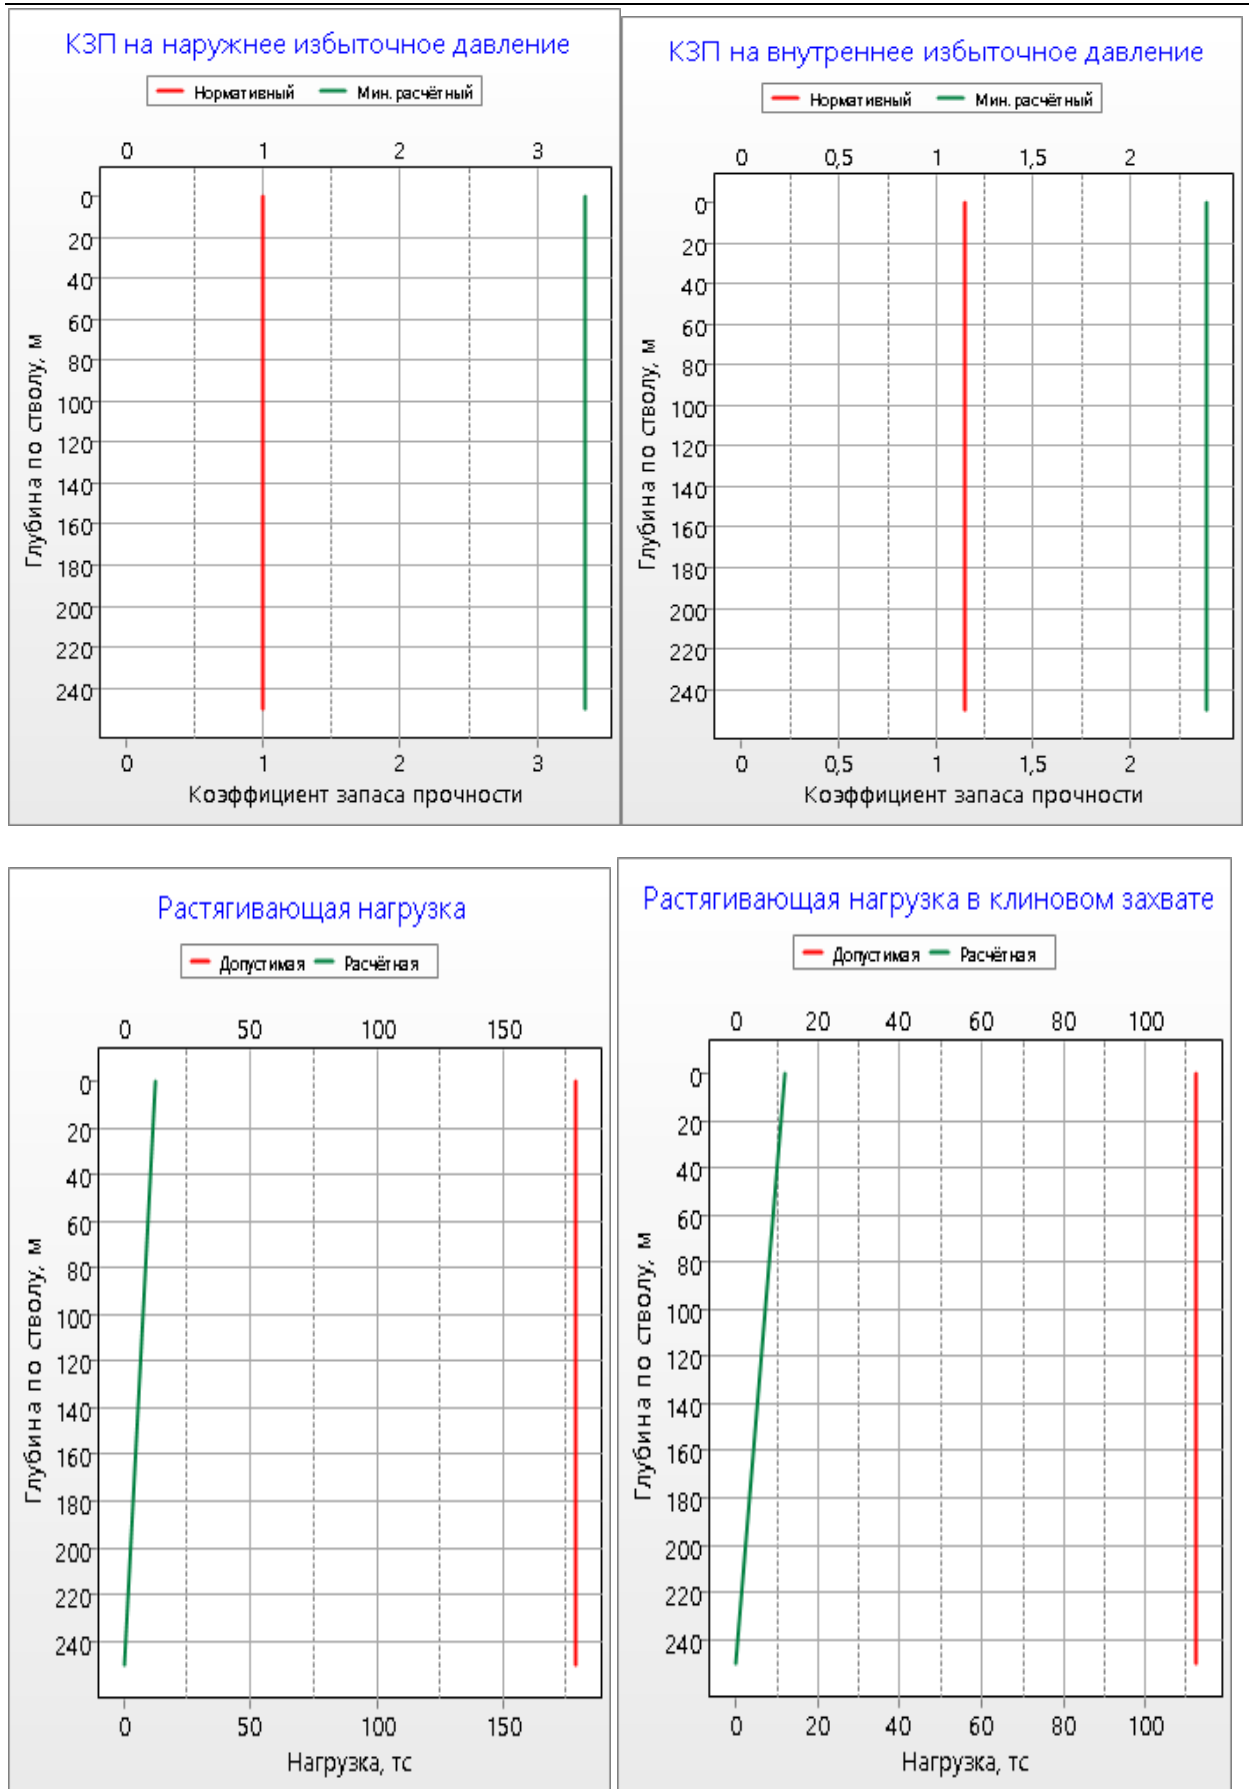 КЗП на наружнее избыточное давление
Нормативный Мин. расчётный
0 1 2 3
0
20
40
60
80
100
120
140
160
180
200
220
240
Глубина по стволу, м
0 1 2 3
Коэффициент запаса прочности
КЗП на внутреннее избыточное давление
Нормативный Мин. расчётный
0 0,5 1 1,5 2
0
20
40
60
80
100
120
140
160
180
200
220
240
Глубина по стволу, м
0 0,5 1 1,5 2
Коэффициент запаса прочности
Растягивающая нагрузка
Допустимая Расчётная
0 50 100 150
0
20
40
60
80
100
120
140
160
180
200
220
240
Глубина по стволу, м
0 50 100 150
Нагрузка, тс
Растягивающая нагрузка в клиновом захвате
Допустимая Расчётная
0 20 40 60 80 100
0
20
40
60
80
100
120
140
160
180
200
220
240
Глубина по стволу, м
0 20 40 60 80 100
Нагрузка, тс